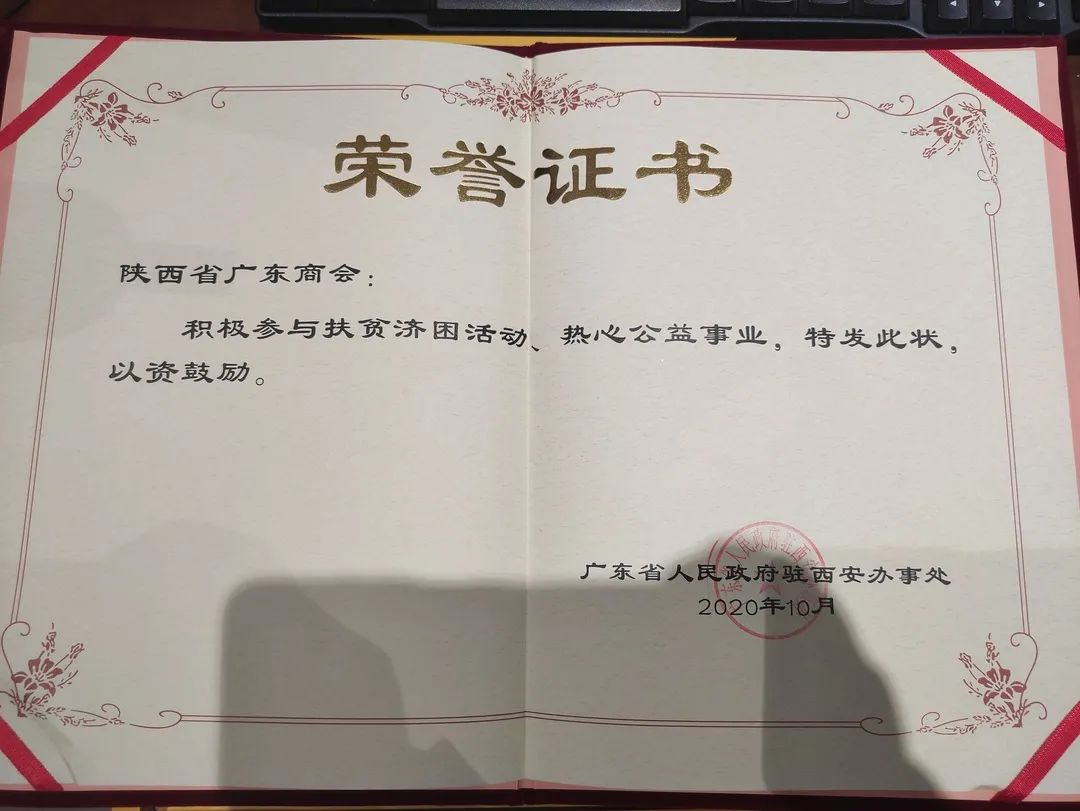 荣誉证书
陕西省广东商会：
积极参与扶贫济困活动、热心公益事业，特发此状，
以资鼓励。
广东省人民政府驻西安办事处
2020年10月